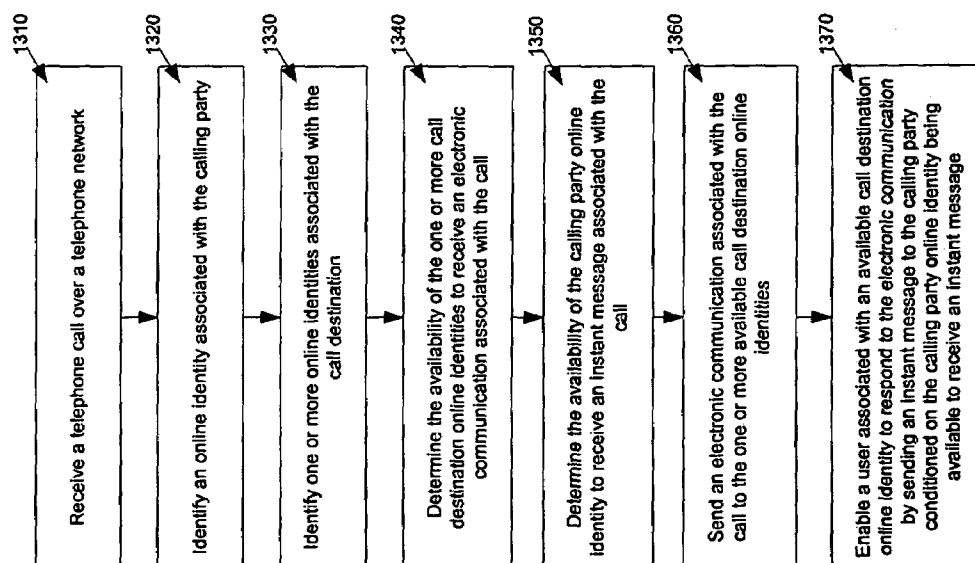 1310
Receive a telephone call over a telephone network
1320
Identify an online identity associated with the calling party
1330
Identify one or more online identities associated with the
call destination
1340
Determine the availability of the one or more call
destination online identities to receive an electronic
communication associated with the call
1350
Determine the availability of the calling party online
identity to receive an instant message associated with the
call
1360
Send an electronic communication associated with the
call to the one or more available call destination online
identities
1370
Enable a user associated with an available call destination
online identity to respond to the electronic communication
by sending an instant message to the calling party
conditioned on the calling party online identity being
available to receive an instant message